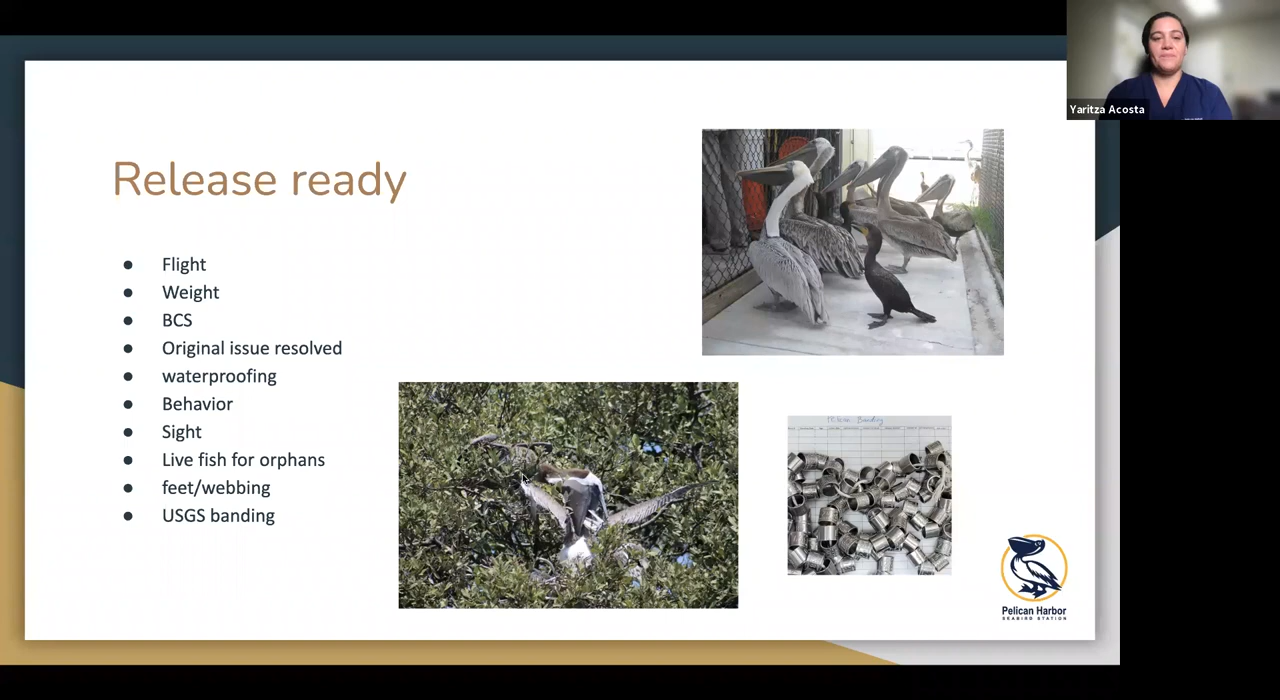 Yaritza Acosta
Release ready
● Flight
● Weight
● BCS
● Original issue resolved
● waterproofing
● Behavior
● Sight
● Live fish for orphans
● feet/webbing
● USGS banding
Pelican Harbor
SEABIRD STATION